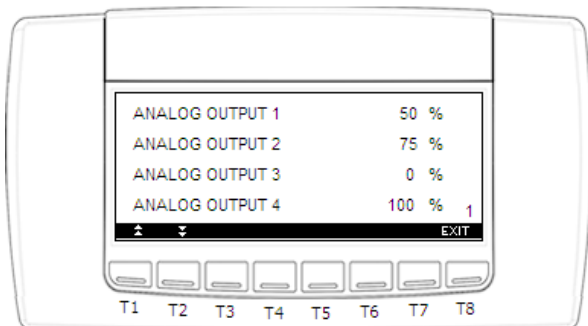 ANALOG OUTPUT 1 50 %
ANALOG OUTPUT 2 75 %
ANALOG OUTPUT 3 0 %
ANALOG OUTPUT 4 100 % 1
EXIT
T1 T2 T3 T4 T5 T6 T7 T8